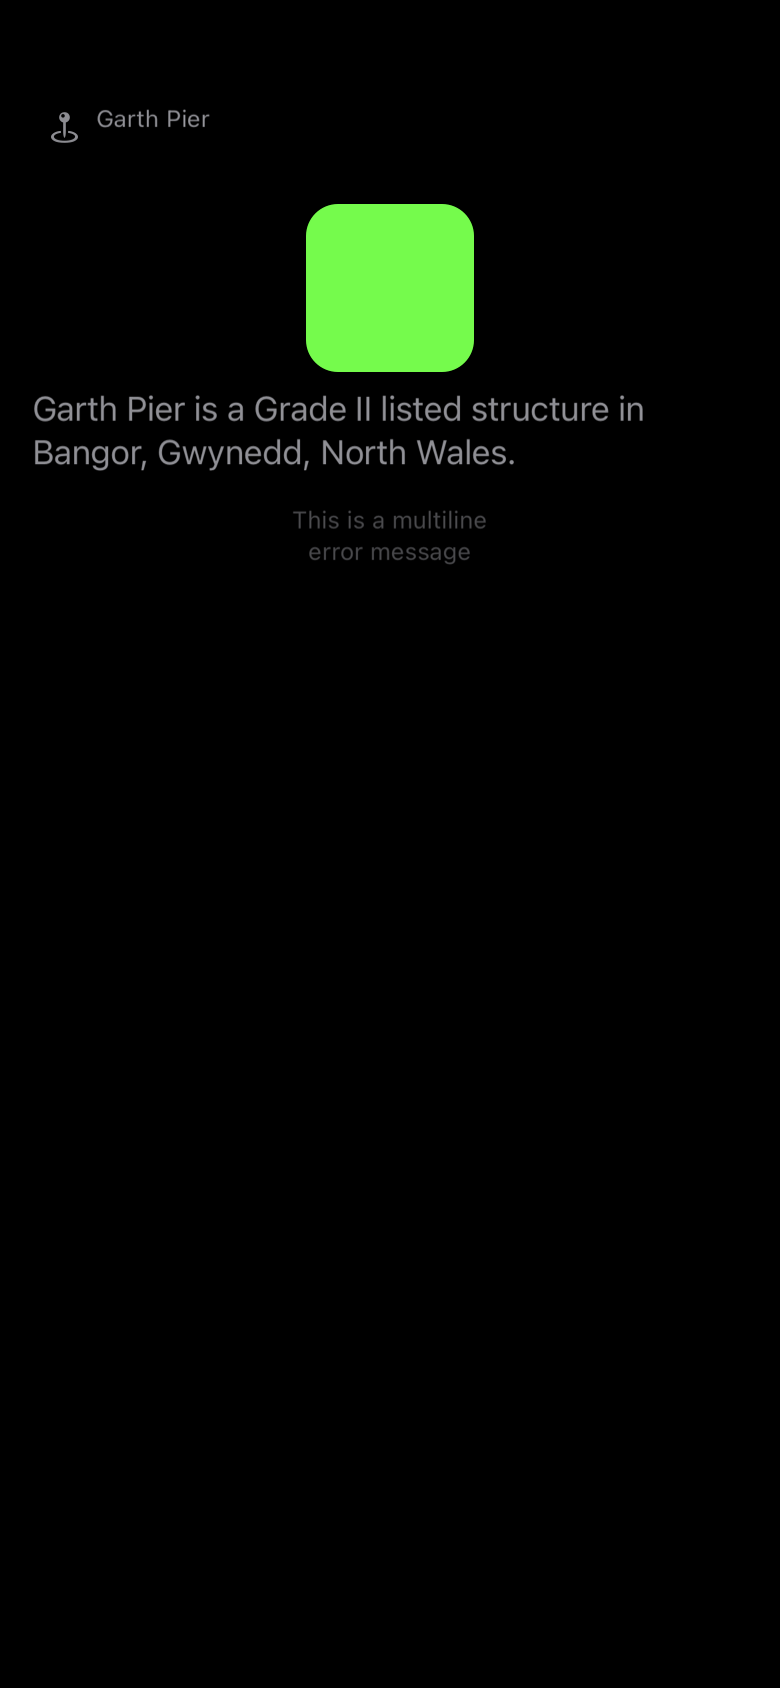 Garth Pier
Garth Pier is a Grade II listed structure in
Bangor, Gwynedd, North Wales.
This is a multiline
error message